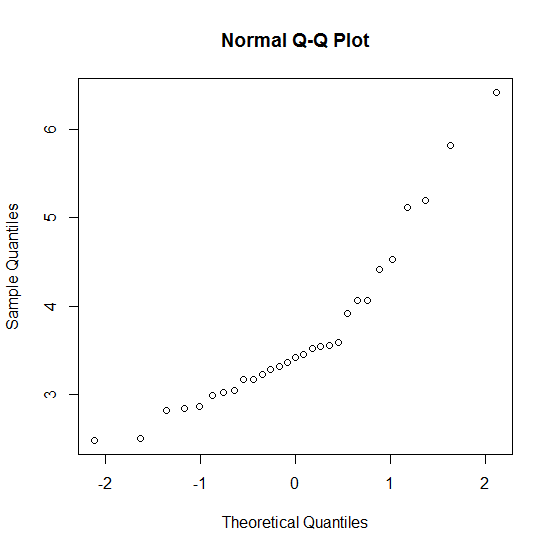 Normal Q-Q Plot
Sample Quantiles
6
5
4
3
-2 -1 0 1 2
Theoretical Quantiles